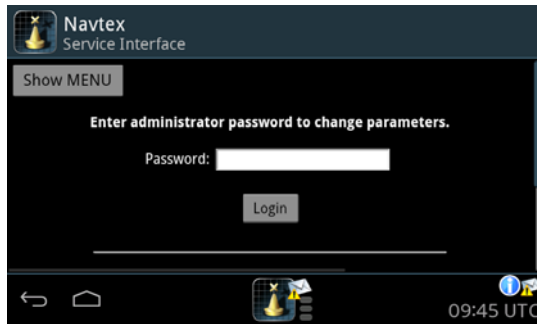 Navtex
Service Interface
Show MENU
Enter administrator password to change parameters.
Password:
Login
09:45 UTC